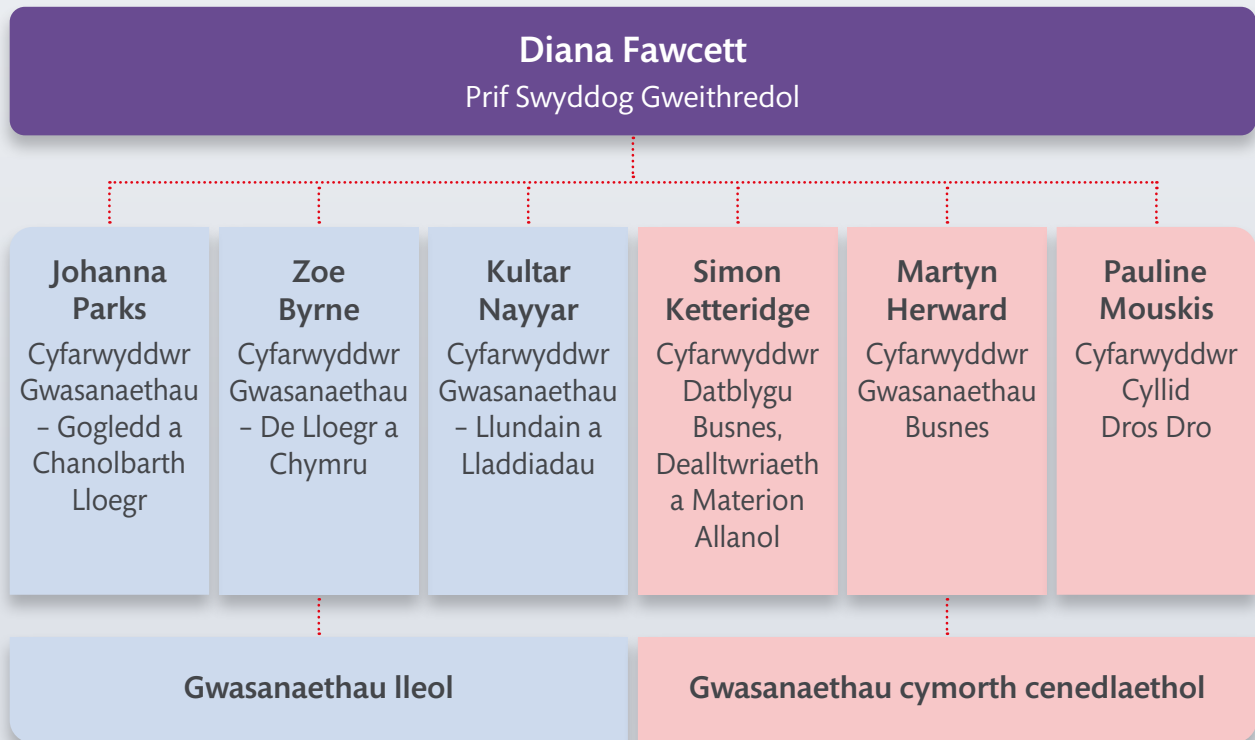 Diana Fawcett
Prif Swyddog Gweithredol
Johanna
Parks
Cyfarwyddwr
Gwasanaethau
– Gogledd a
Chanolbarth
Lloegr
Zoe
Byrne
Cyfarwyddwr
Gwasanaethau
– De Lloegr a
Chymru
Kultar
Nayyar
Cyfarwyddwr
Gwasanaethau
– Llundain a
Lladdiadau
Simon
Ketteridge
Cyfarwyddwr
Datblygu
Busnes,
Dealltwriaeth
a Materion
Allanol
Martyn
Herward
Cyfarwyddwr
Gwasanaethau
Busnes
Pauline
Mouskis
Cyfarwyddwr
Cyllid
Dros Dro
Gwasanaethau lleol
Gwasanaethau cymorth cenedlaethol